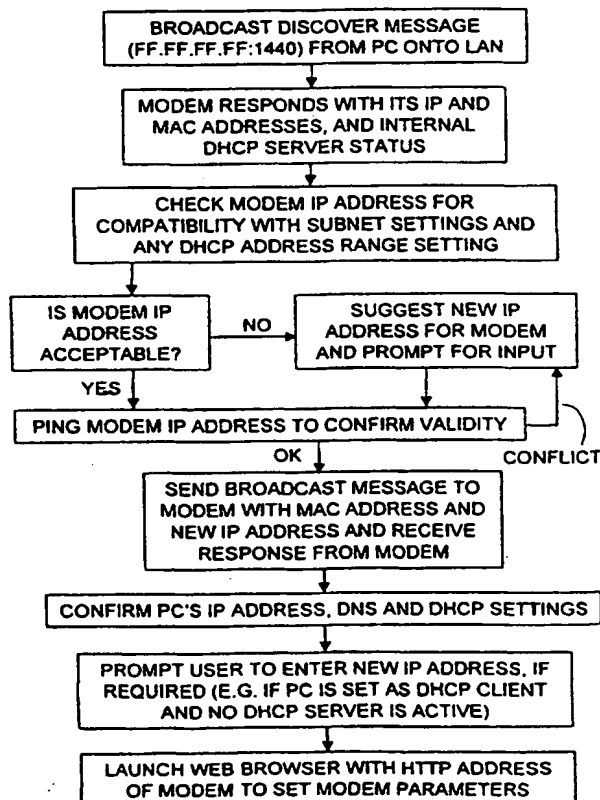 BROADCAST DISCOVER MESSAGE
(FF.FF.FF.FF:1440) FROM PC ONTO LAN
MODEM RESPONDS WITH ITS IP AND
MAC ADDRESSES, AND INTERNAL
DHCP SERVER STATUS
CHECK MODEM IP ADDRESS FOR
COMPATIBILITY WITH SUBNET SETTINGS AND
ANY DHCP ADDRESS RANGE SETTING
IS MODEM IP
ADDRESS
ACCEPTABLE?
NO
SUGGEST NEW IP
ADDRESS FOR MODEM
AND PROMPT FOR INPUT
YES
PING MODEM IP ADDRESS TO CONFIRM VALIDITY
OK
CONFLICT
SEND BROADCAST MESSAGE TO
MODEM WITH MAC ADDRESS AND
NEW IP ADDRESS AND RECEIVE
RESPONSE FROM MODEM
CONFIRM PC'S IP ADDRESS, DNS AND DHCP SETTINGS
PROMPT USER TO ENTER NEW IP ADDRESS, IF
REQUIRED (E.G. IF PC IS SET AS DHCP CLIENT
AND NO DHCP SERVER IS ACTIVE)
LAUNCH WEB BROWSER WITH HTTP ADDRESS
OF MODEM TO SET MODEM PARAMETERS